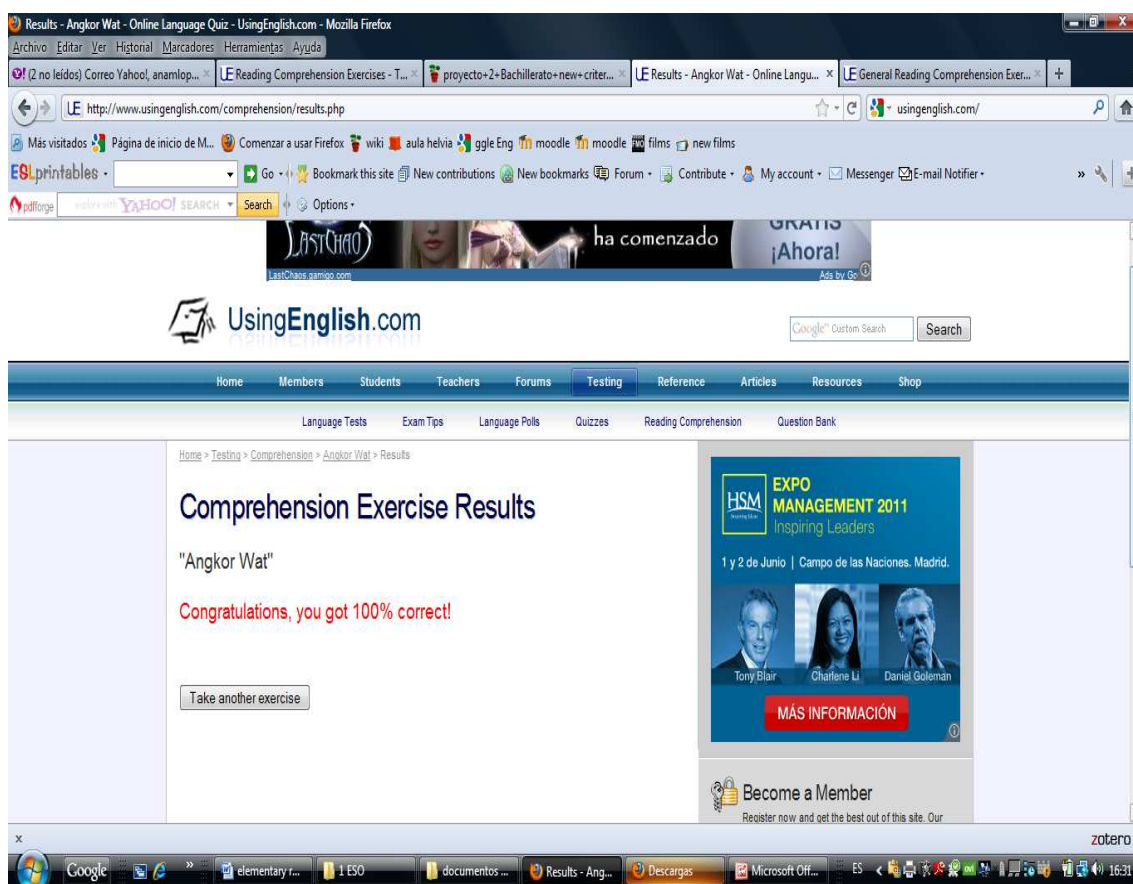 Results - Angkor Wat - Online Language Quiz - UsingEnglish.com - Mozilla Firefox
Archivo Editar Ver Historial Marcadores Herramientas Ayuda
(2 no leídos) Correo Yahoo!, anamlop... Reading Comprehension Exercises - T... proyecto+2+Bachillerato+new+criter... Results - Angkor Wat - Online Langu... General Reading Comprehension Exer...
http://www.usingenglish.com/comprehension/results.php usingenglish.com/
Más visitados Página de inicio de M... Comenzar a usar Firefox wiki aula helvia ggle Eng moodle moodle films new films
ESLprintables Go Bookmark this site New contributions New bookmarks Forum Contribute My account Messenger E-mail Notifier
pdfforge YAHOO! SEARCH Search Options
LASTCHAOS ha comenzado GRATIS
¡Ahora!
LastChaos.gamigo.com Ads by Go
UsingEnglish.com Google Custom Search Search
Home Members Students Teachers Forums Testing Reference Articles Resources Shop
Language Tests Exam Tips Language Polls Quizzes Reading Comprehension Question Bank
Home > Testing > Comprehension > Angkor Wat > Results
Comprehension Exercise Results
"Angkor Wat"
Congratulations, you got 100% correct!
Take another exercise
HSM
EXPO
MANAGEMENT 2011
Inspiring Leaders
1 y 2 de Junio | Campo de las Naciones. Madrid.
Tony Blair Charlene Li Daniel Goleman
MÁS INFORMACIÓN
Become a Member
Register now and get the best out of this site. Our
x zotero
Google elementary r... 1 ESO documentos ... Results - Ang... Descargas Microsoft Off... ES 16:31